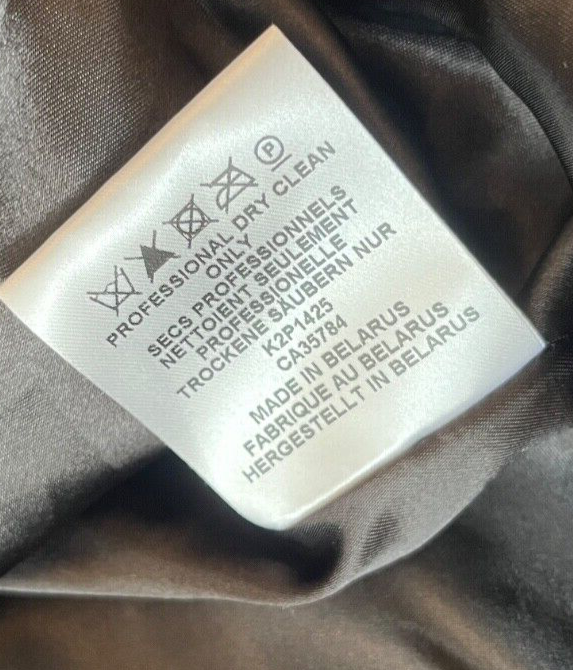 P
PROFESSIONAL DRY CLEAN
ONLY
SECS PROFESSIONNELS
NETTOIENT SEULEMENT
PROFESSIONELLE
TROCKENE SÄUBERN NUR
K2P1425
CA35784
MADE IN BELARUS
FABRIQUE AU BELARUS
HERGESTELLT IN BELARUS